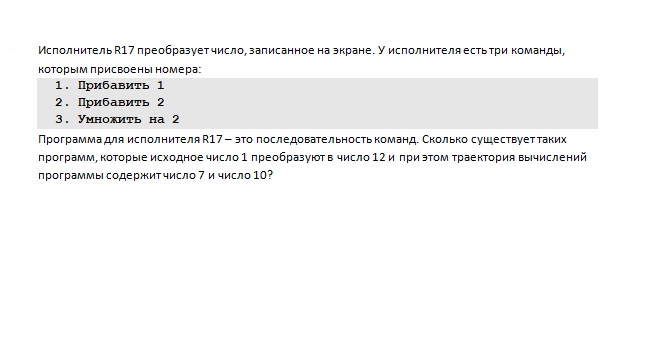 Исполнитель R17 преобразует число, записанное на экране. У исполнителя есть три команды,
которым присвоены номера:
1. Прибавить 1
2. Прибавить 2
3. Умножить на 2
Программа для исполнителя R17 – это последовательность команд. Сколько существует таких
программ, которые исходное число 1 преобразуют в число 12 и при этом траектория вычислений
программы содержит число 7 и число 10?